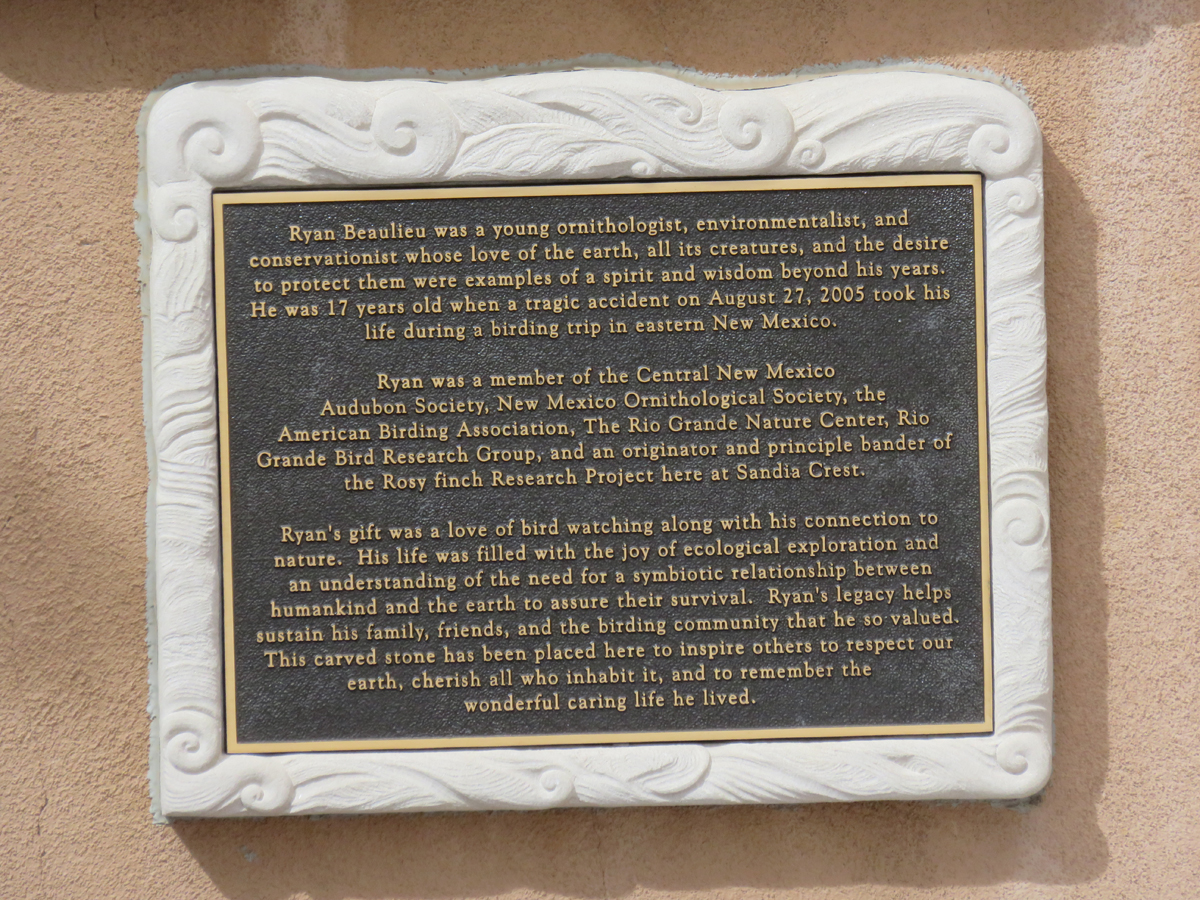 Ryan Beaulieu was a young ornithologist, environmentalist, and
conservationist whose love of the earth, all its creatures, and the desire
to protect them were examples of a spirit and wisdom beyond his years.
He was 17 years old when a tragic accident on August 27, 2005 took his
life during a birding trip in eastern New Mexico.
Ryan was a member of the Central New Mexico
Audubon Society, New Mexico Ornithological Society, the
American Birding Association, The Rio Grande Nature Center, Rio
Grande Bird Research Group, and an originator and principle bander of
the Rosy finch Research Project here at Sandia Crest.
Ryan's gift was a love of bird watching along with his connection to
nature. His life was filled with the joy of ecological exploration and
an understanding of the need for a symbiotic relationship between
humankind and the earth to assure their survival. Ryan's legacy helps
sustain his family, friends, and the birding community that he so valued.
This carved stone has been placed here to inspire others to respect our
earth, cherish all who inhabit it, and to remember the
wonderful caring life he lived.